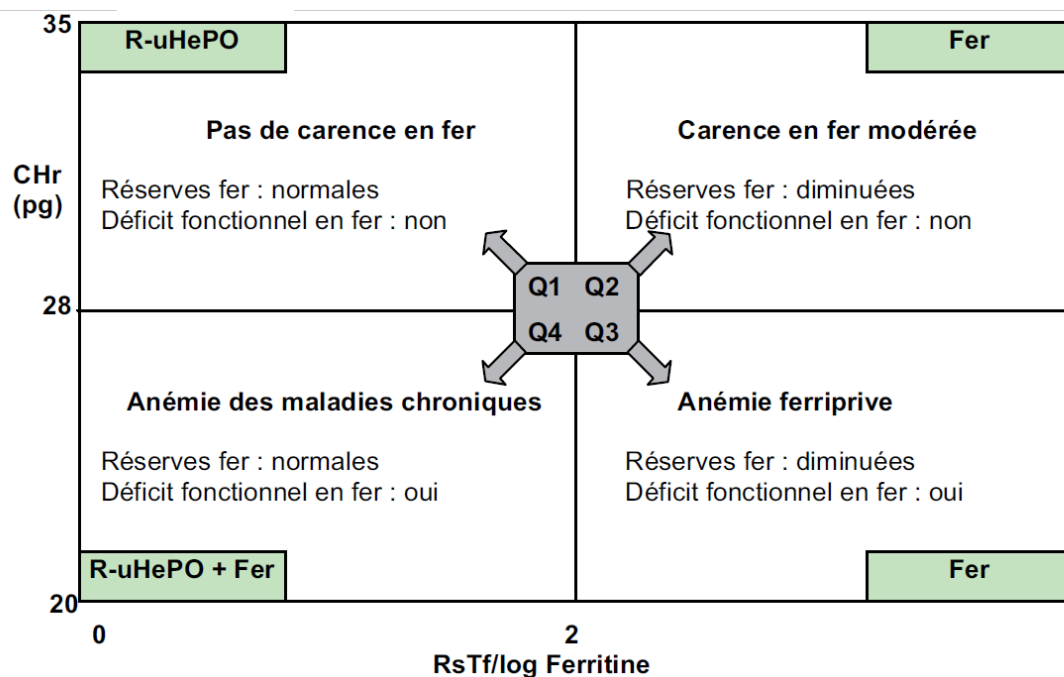 35
R-uHePO
Fer
Pas de carence en fer
Carence en fer modérée
CHr
(pg)
Réserves fer : normales
Déficit fonctionnel en fer : non
Réserves fer : diminuées
Déficit fonctionnel en fer : non
Q1 Q2
28
Q4 Q3
Anémie des maladies chroniques
Anémie ferriprive
Réserves fer : normales
Déficit fonctionnel en fer : oui
Réserves fer : diminuées
Déficit fonctionnel en fer : oui
R-uHePO + Fer
Fer
20
0
2
RsTf/log Ferritine